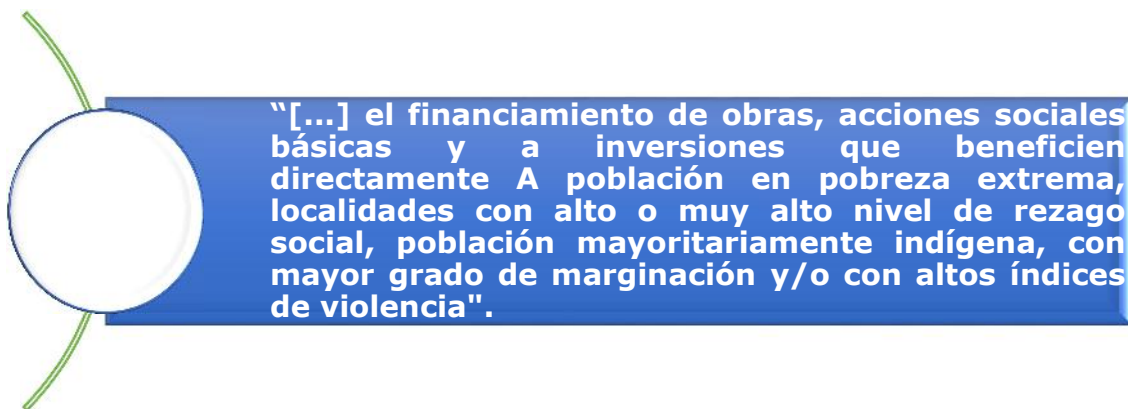 “[...] el financiamiento de obras, acciones sociales
básicas y a inversiones que beneficien
directamente A población en pobreza extrema,
localidades con alto o muy alto nivel de rezago
social, población mayoritariamente indígena, con
mayor grado de marginación y/o con altos índices
de violencia".